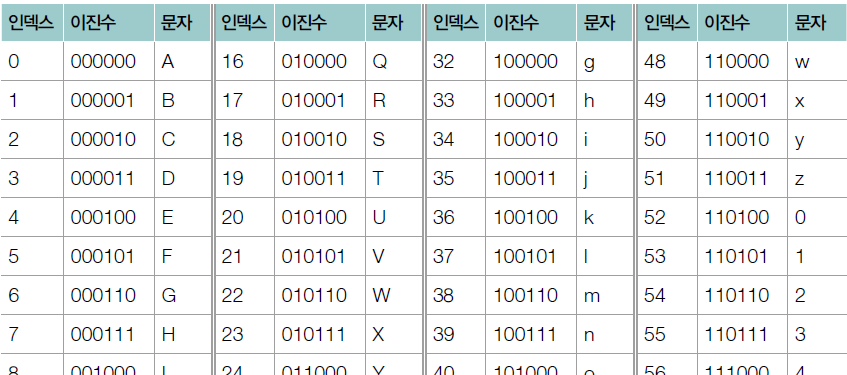 인덱스 이진수 문자 인덱스 이진수 문자 인덱스 이진수 문자 인덱스 이진수 문자
0 000000 A 16 010000 Q 32 100000 g 48 110000 w
1 000001 B 17 010001 R 33 100001 h 49 110001 x
2 000010 C 18 010010 S 34 100010 i 50 110010 y
3 000011 D 19 010011 T 35 100011 j 51 110011 z
4 000100 E 20 010100 U 36 100100 k 52 110100 0
5 000101 F 21 010101 V 37 100101 l 53 110101 1
6 000110 G 22 010110 W 38 100110 m 54 110110 2
7 000111 H 23 010111 X 39 100111 n 55 110111 3
8 001000 I 24 011000 Y 40 101000 o 56 111000 4